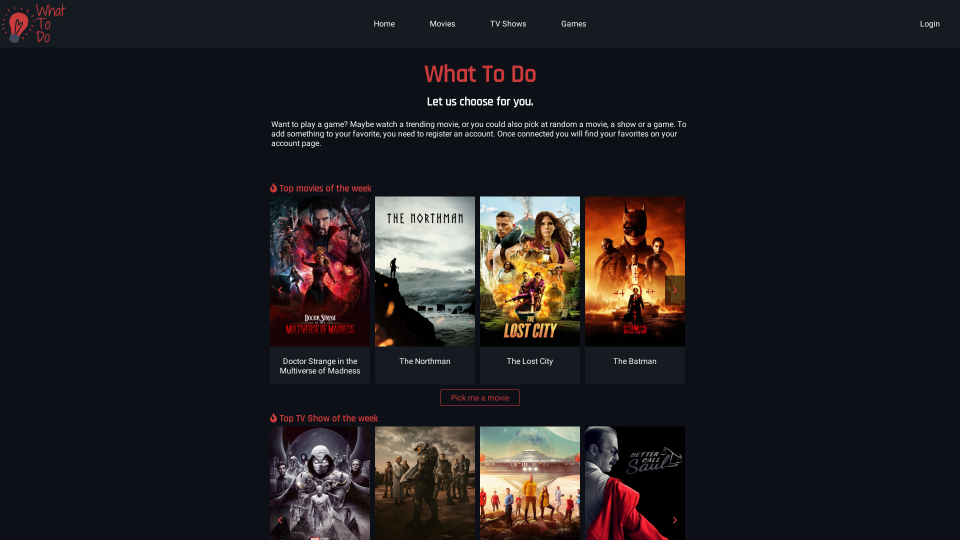 What
To
Do
Home
Movies
TV Shows
Games
Login
What To Do
Let us choose for you.
Want to play a game? Maybe watch a trending movie, or you could also pick at random a movie, a show or a game. To
add something to your favorite, you need to register an account. Once connected you will find your favorites on your
account page.
Top movies of the week
DOCTOR STRANGE
MULTIVERSE OF MADNESS
THE NORTHMAN
THE
LOST CITY
Doctor Strange in the
Multiverse of Madness
The Northman
The Lost City
The Batman
Pick me a movie
Top TV Show of the week
BETTER
CALL
Saul